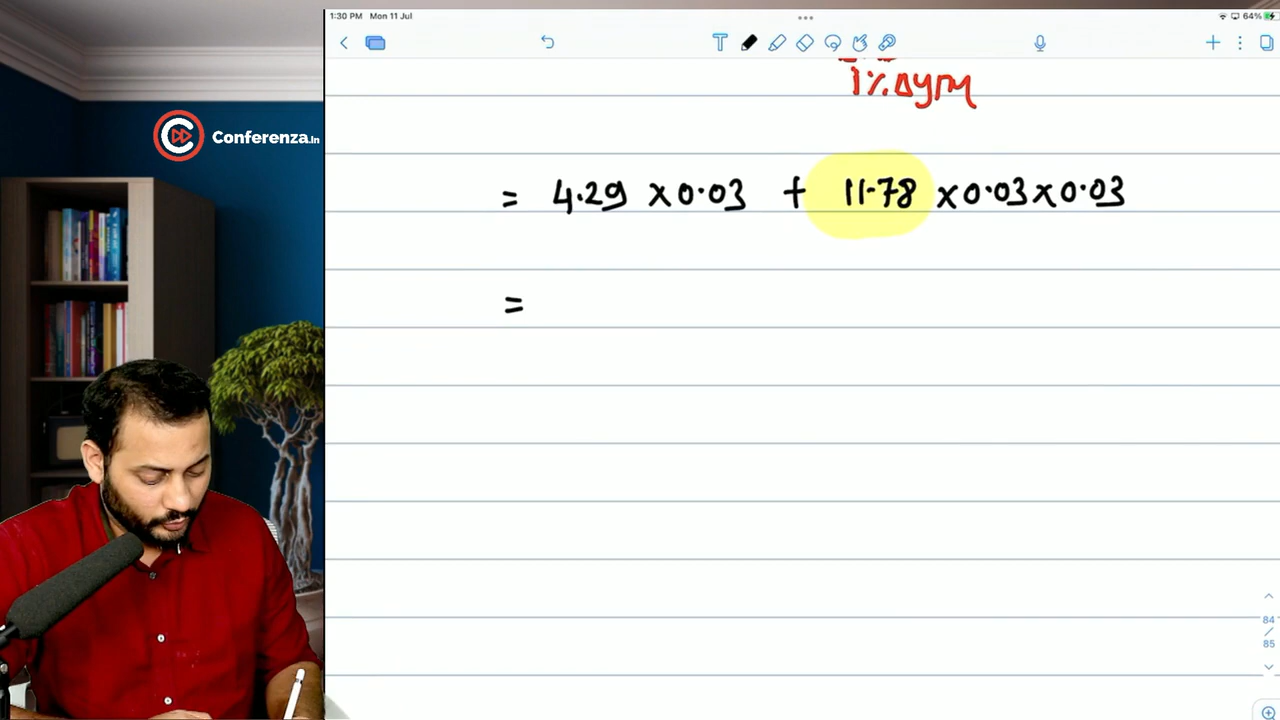 1:30 PM Mon 11 Jul
64%
Conferenza.in
1% ΔYTM
= 4.29 × 0.03 + 11.78 × 0.03 × 0.03
=
84
/
85